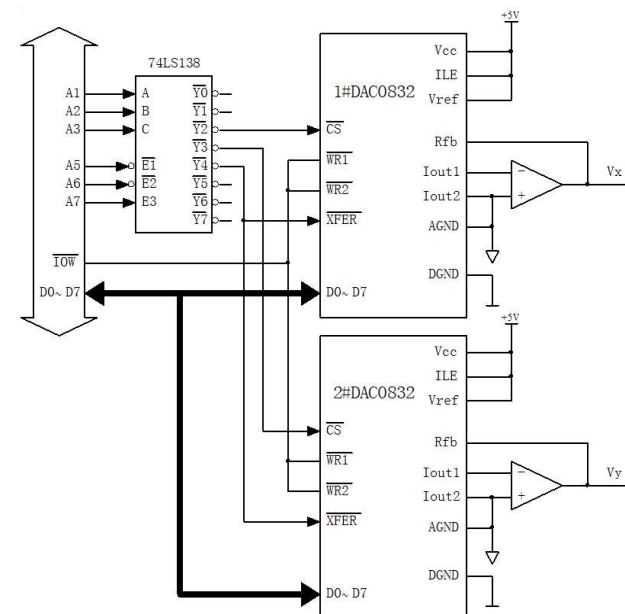 74LS138
A1
A2
A3
A5
A6
A7
A
B
C
E1
E2
E3
Y0
Y1
Y2
Y3
Y4
Y5
Y6
Y7
IOW
D0~ D7
1#DAC0832
CS
WR1
WR2
XFER
D0~ D7
+5V
Vcc
ILE
Vref
Rfb
Iout1
Iout2
AGND
DGND
−
+
Vx
2#DAC0832
CS
WR1
WR2
XFER
D0~ D7
+5V
Vcc
ILE
Vref
Rfb
Iout1
Iout2
AGND
DGND
−
+
Vy